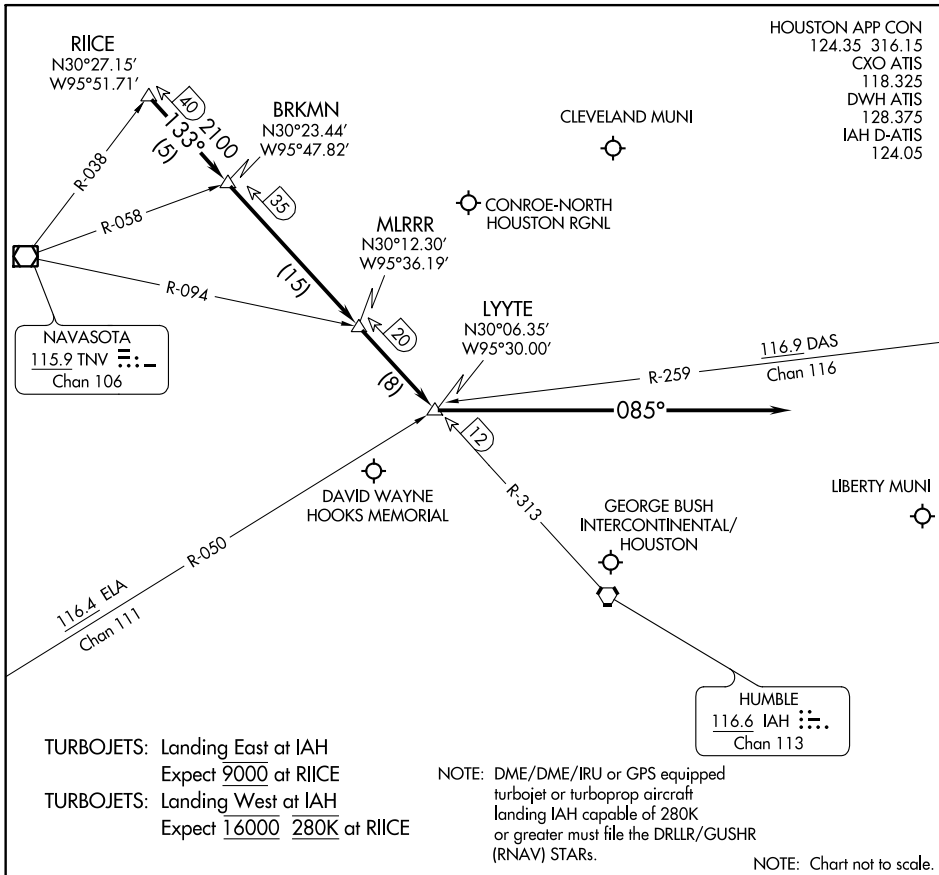 HOUSTON APP CON
124.35 316.15
CXO ATIS
118.325
DWH ATIS
128.375
IAH D-ATIS
124.05
RIICE
N30°27.15'
W95°51.71'
40
2100
133°
(5)
BRKMN
N30°23.44'
W95°47.82'
CLEVELAND MUNI
R-038
35
CONROE-NORTH
HOUSTON RGNL
R-058
MLRRR
N30°12.30'
W95°36.19'
(15)
R-094
20
NAVASOTA
115.9 TNV
Chan 106
LYYTE
N30°06.35'
W95°30.00'
116.9 DAS
Chan 116
R-259
(8)
085°
12
DAVID WAYNE
HOOKS MEMORIAL
R-313
GEORGE BUSH
INTERCONTINENTAL/
HOUSTON
LIBERTY MUNI
R-050
116.4 ELA
Chan 111
HUMBLE
116.6 IAH
Chan 113
TURBOJETS: Landing East at IAH
Expect 9000 at RIICE
TURBOJETS: Landing West at IAH
Expect 16000 280K at RIICE
NOTE: DME/DME/IRU or GPS equipped
turbojet or turboprop aircraft
landing IAH capable of 280K
or greater must file the DRLLR/GUSHR
(RNAV) STARs.
NOTE: Chart not to scale.